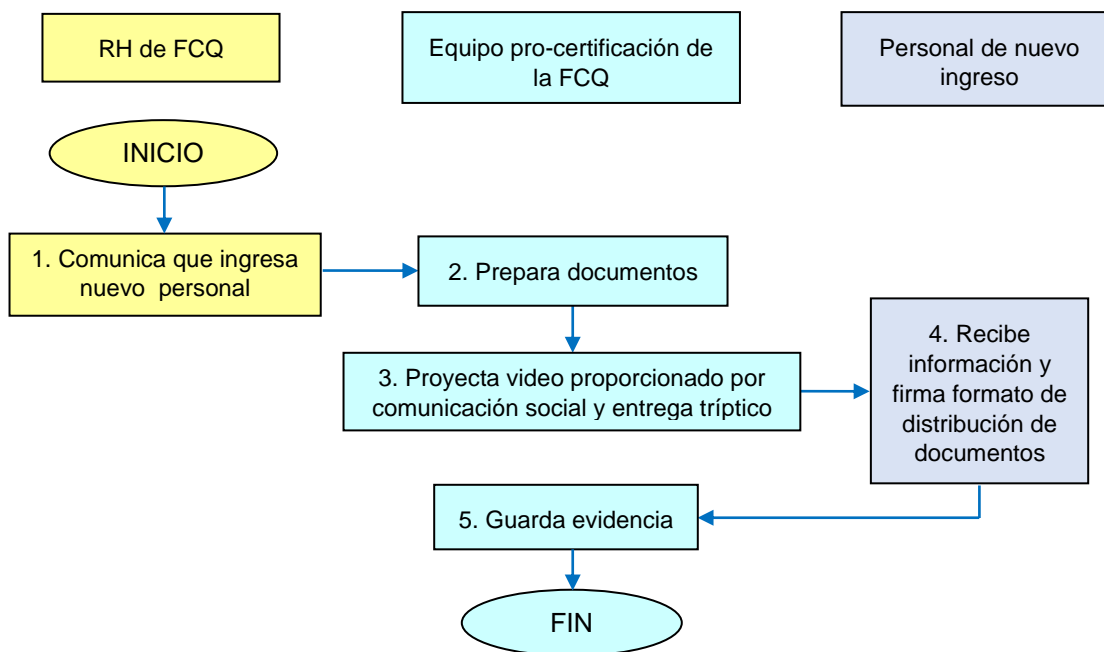 RH de FCQ
Equipo pro-certificación de
la FCQ
Personal de nuevo
ingreso
INICIO
1. Comunica que ingresa
nuevo personal
2. Prepara documentos
3. Proyecta video proporcionado por
comunicación social y entrega tríptico
4. Recibe
información y
firma formato de
distribución de
documentos
5. Guarda evidencia
FIN